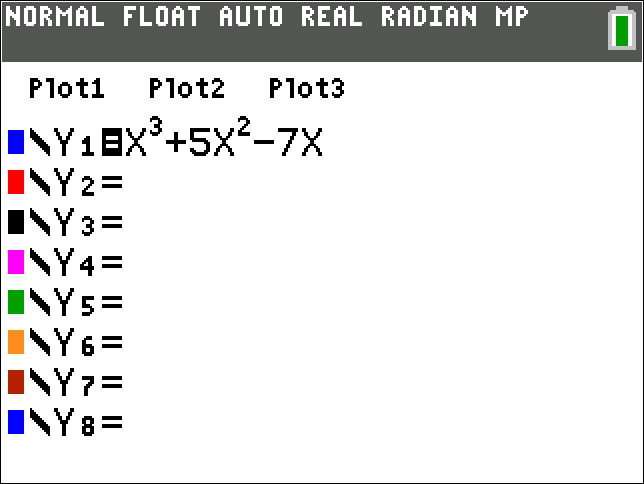 NORMAL FLOAT AUTO REAL RADIAN MP
Plot1 Plot2 Plot3
\Y1=X³+5X²-7X
\Y2=
\Y3=
\Y4=
\Y5=
\Y6=
\Y7=
\Y8=